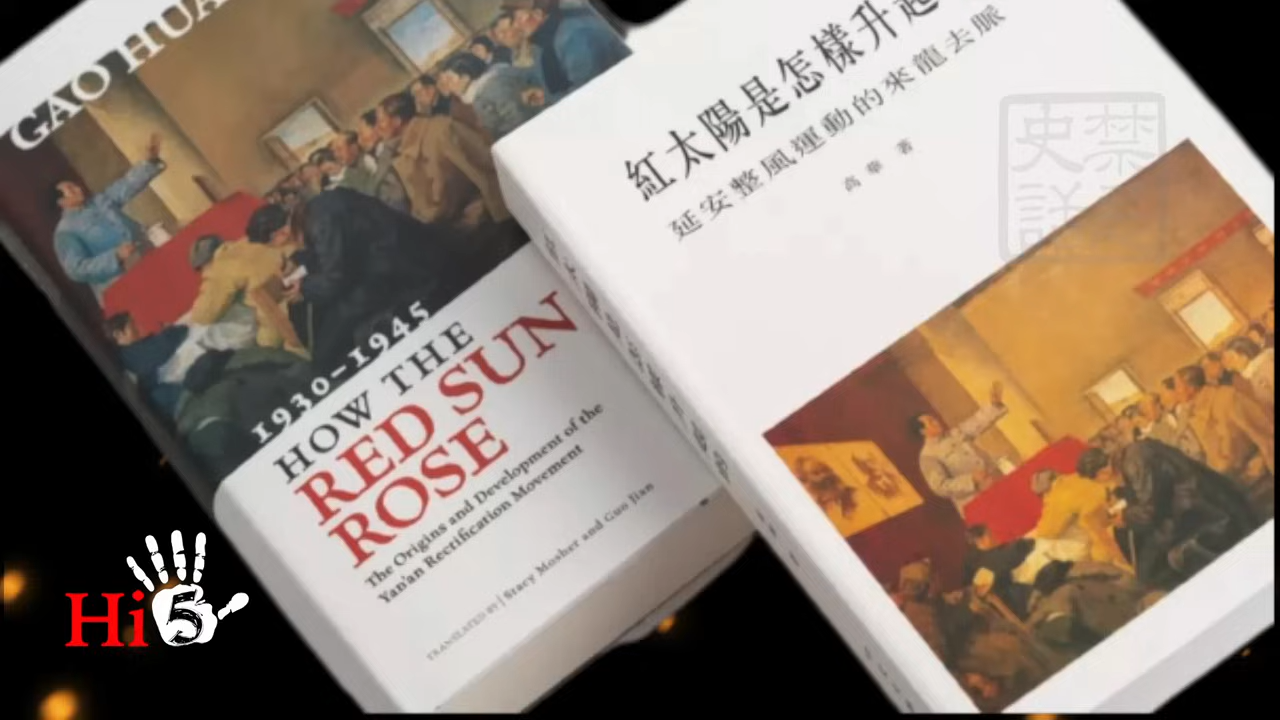 GAO HUA
1930–1945
HOW THE
RED SUN
ROSE
The Origins and Development of the
Yan'an Rectification Movement
TRANSLATED BY | Stacy Mosher and Guo Jian
紅太陽是怎樣升起
延安整風運動的來龍去脈
高華 著
史 禁
Hi5